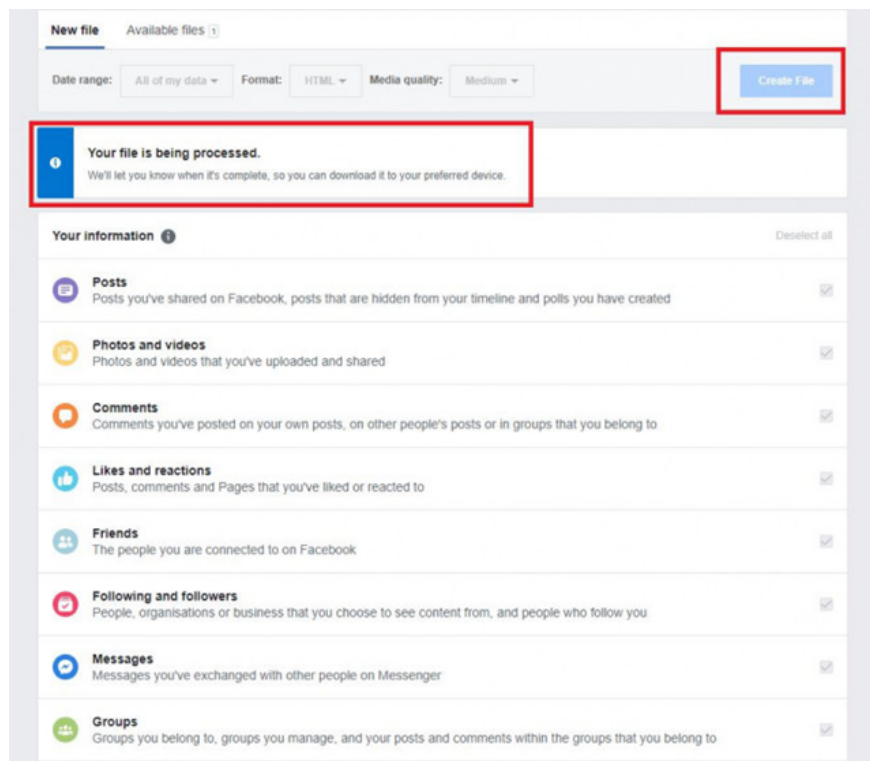 New file Available files 1
Date range: All of my data Format: HTML Media quality: Medium Create File
Your file is being processed.
We'll let you know when it's complete, so you can download it to your preferred device.
Your information Deselect all
Posts
Posts you've shared on Facebook, posts that are hidden from your timeline and polls you have created
Photos and videos
Photos and videos that you've uploaded and shared
Comments
Comments you've posted on your own posts, on other people's posts or in groups that you belong to
Likes and reactions
Posts, comments and Pages that you've liked or reacted to
Friends
The people you are connected to on Facebook
Following and followers
People, organisations or business that you choose to see content from, and people who follow you
Messages
Messages you've exchanged with other people on Messenger
Groups
Groups you belong to, groups you manage, and your posts and comments within the groups that you belong to